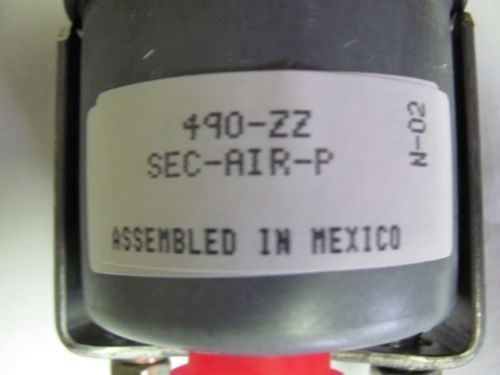 490-ZZ
SEC-AIR-P
N-02
ASSEMBLED IN MEXICO